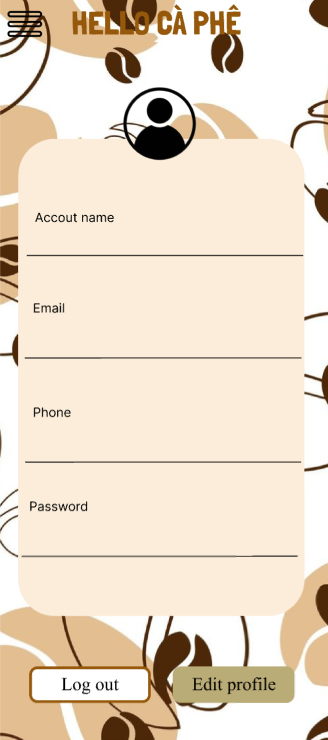 HELLO CÀ PHÊ
Accout name
Email
Phone
Password
Log out
Edit profile